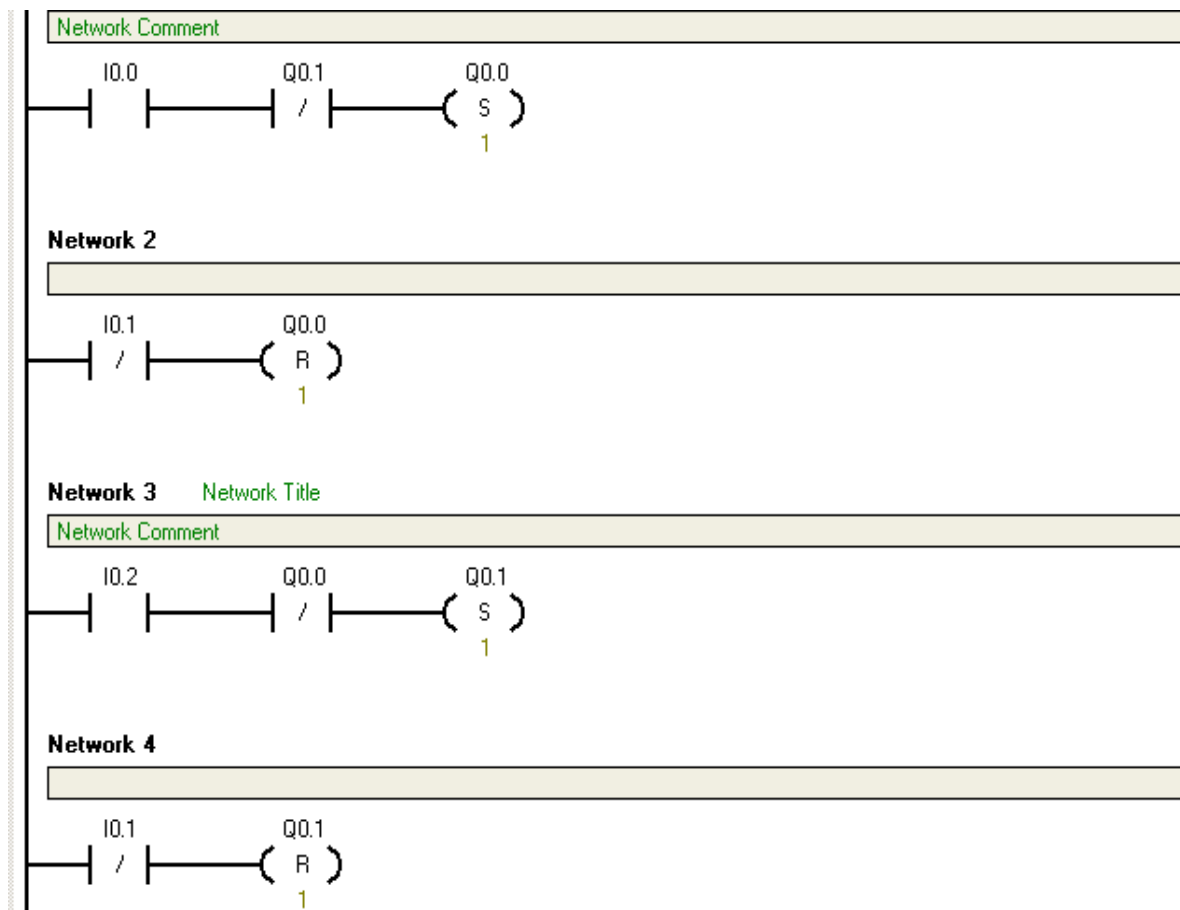 Network Comment
I0.0 Q0.1 Q0.0
/ S
1
Network 2
I0.1 Q0.0
/ R
1
Network 3 Network Title
Network Comment
I0.2 Q0.0 Q0.1
/ S
1
Network 4
I0.1 Q0.1
/ R
1